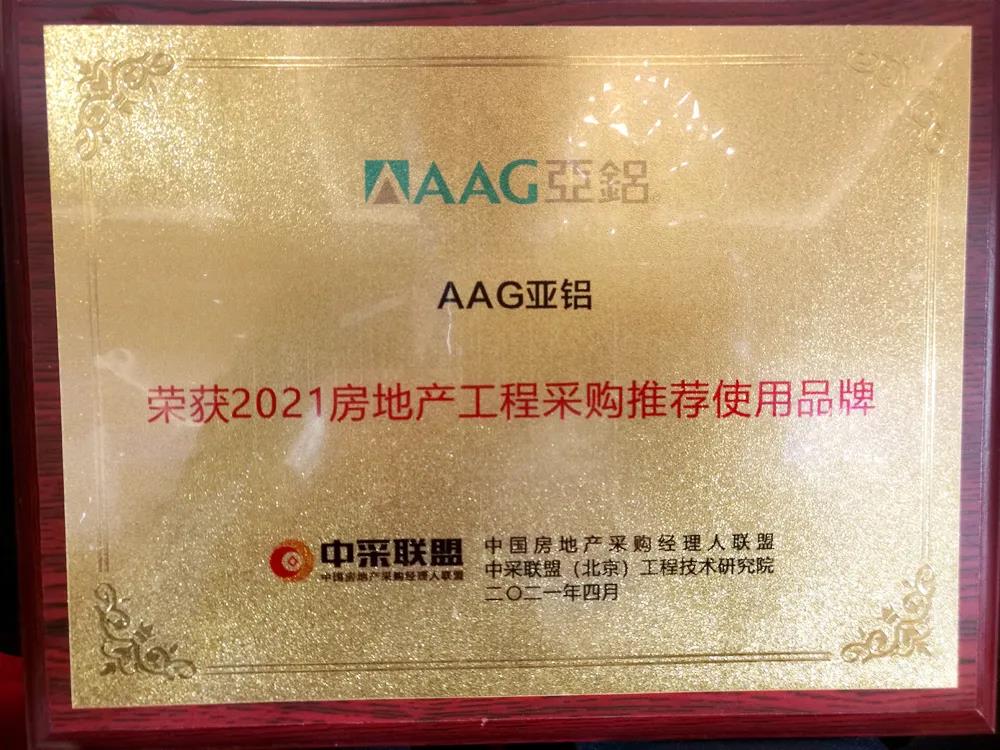 AAG亞鋁
AAG亚铝
荣获2021房地产工程采购推荐使用品牌
中采联盟
中国房地产采购经理人联盟
中国房地产采购经理人联盟
中采联盟（北京）工程技术研究院
二〇二一年四月